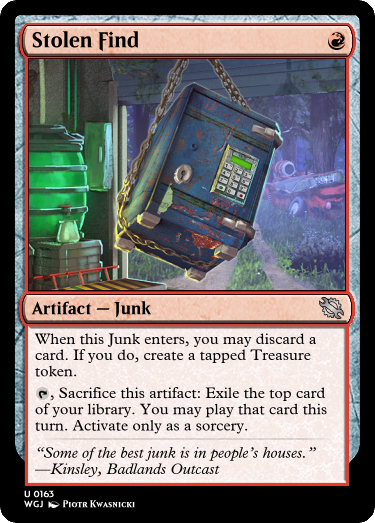 Stolen Find
Artifact — Junk
When this Junk enters, you may discard a
card. If you do, create a tapped Treasure
token.
, Sacrifice this artifact: Exile the top card
of your library. You may play that card this
turn. Activate only as a sorcery.
“Some of the best junk is in people’s houses.”
—Kinsley, Badlands Outcast
U 0163
WGJ Piotr Kwasnicki